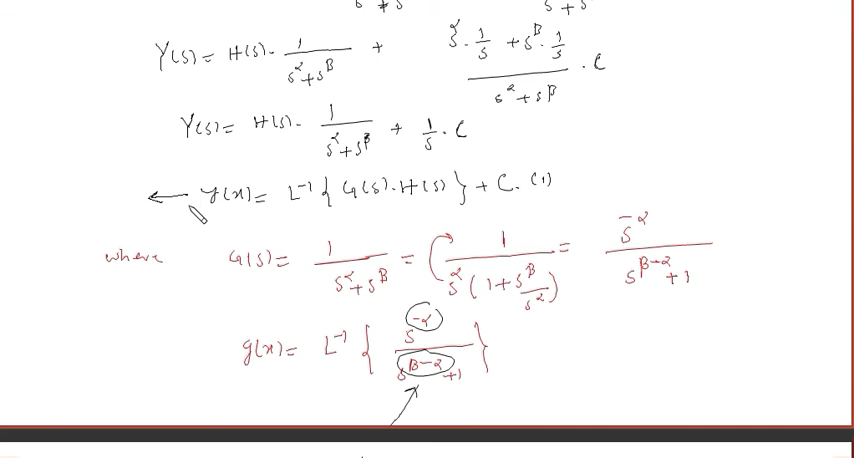 Y(s) = H(s) · 1/(s^α + s^β) + (s^α · 1/s + s^β · 1/s)/(s^α + s^β) · C
Y(s) = H(s) · 1/(s^α + s^β) + 1/s · C
← y(x) = L⁻¹ { G(s) · H(s) } + C · (1)
where G(s) = 1/(s^α + s^β) = 1/(s^α (1 + s^β/s^α)) = s^-α/(s^β-α + 1)
g(x) = L⁻¹ { s^-α/(s^β-α + 1) }